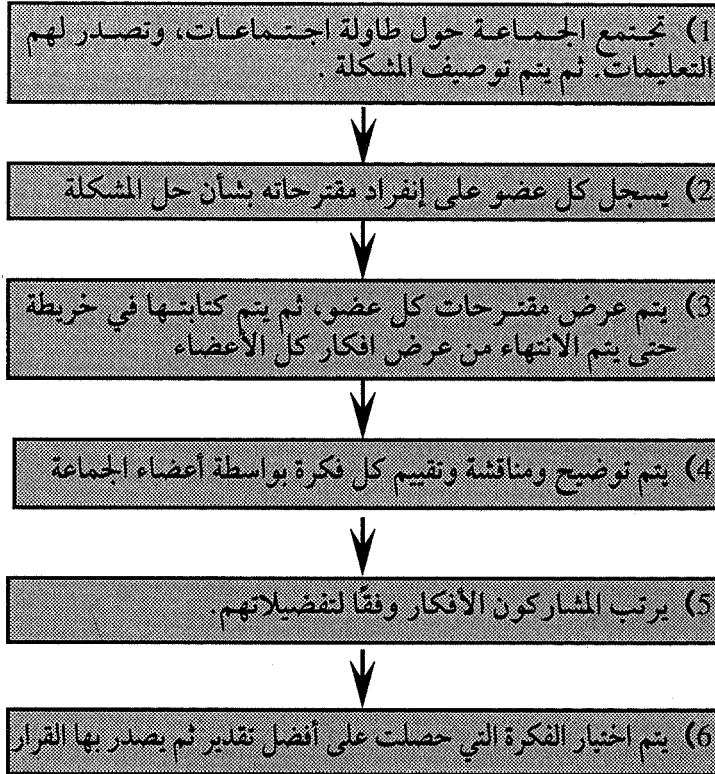 1) تجتمع الجماعة حول طاولة اجتماعات، وتصدر لهم
التعليمات. ثم يتم توصيف المشكلة .
2) يسجل كل عضو على إنفراد مقترحاته بشأن حل المشكلة
3) يتم عرض مقترحات كل عضو، ثم يتم كتابتها في خريطة
حتى يتم الانتهاء من عرض افكار كل الأعضاء
4) يتم توضيح ومناقشة وتقييم كل فكرة بواسطة أعضاء الجماعة
5) يرتب المشاركون الأفكار وفقًا لتفضيلاتهم.
6) يتم اختيار الفكرة التي حصلت على أفضل تقدير ثم يصدر بها القرار